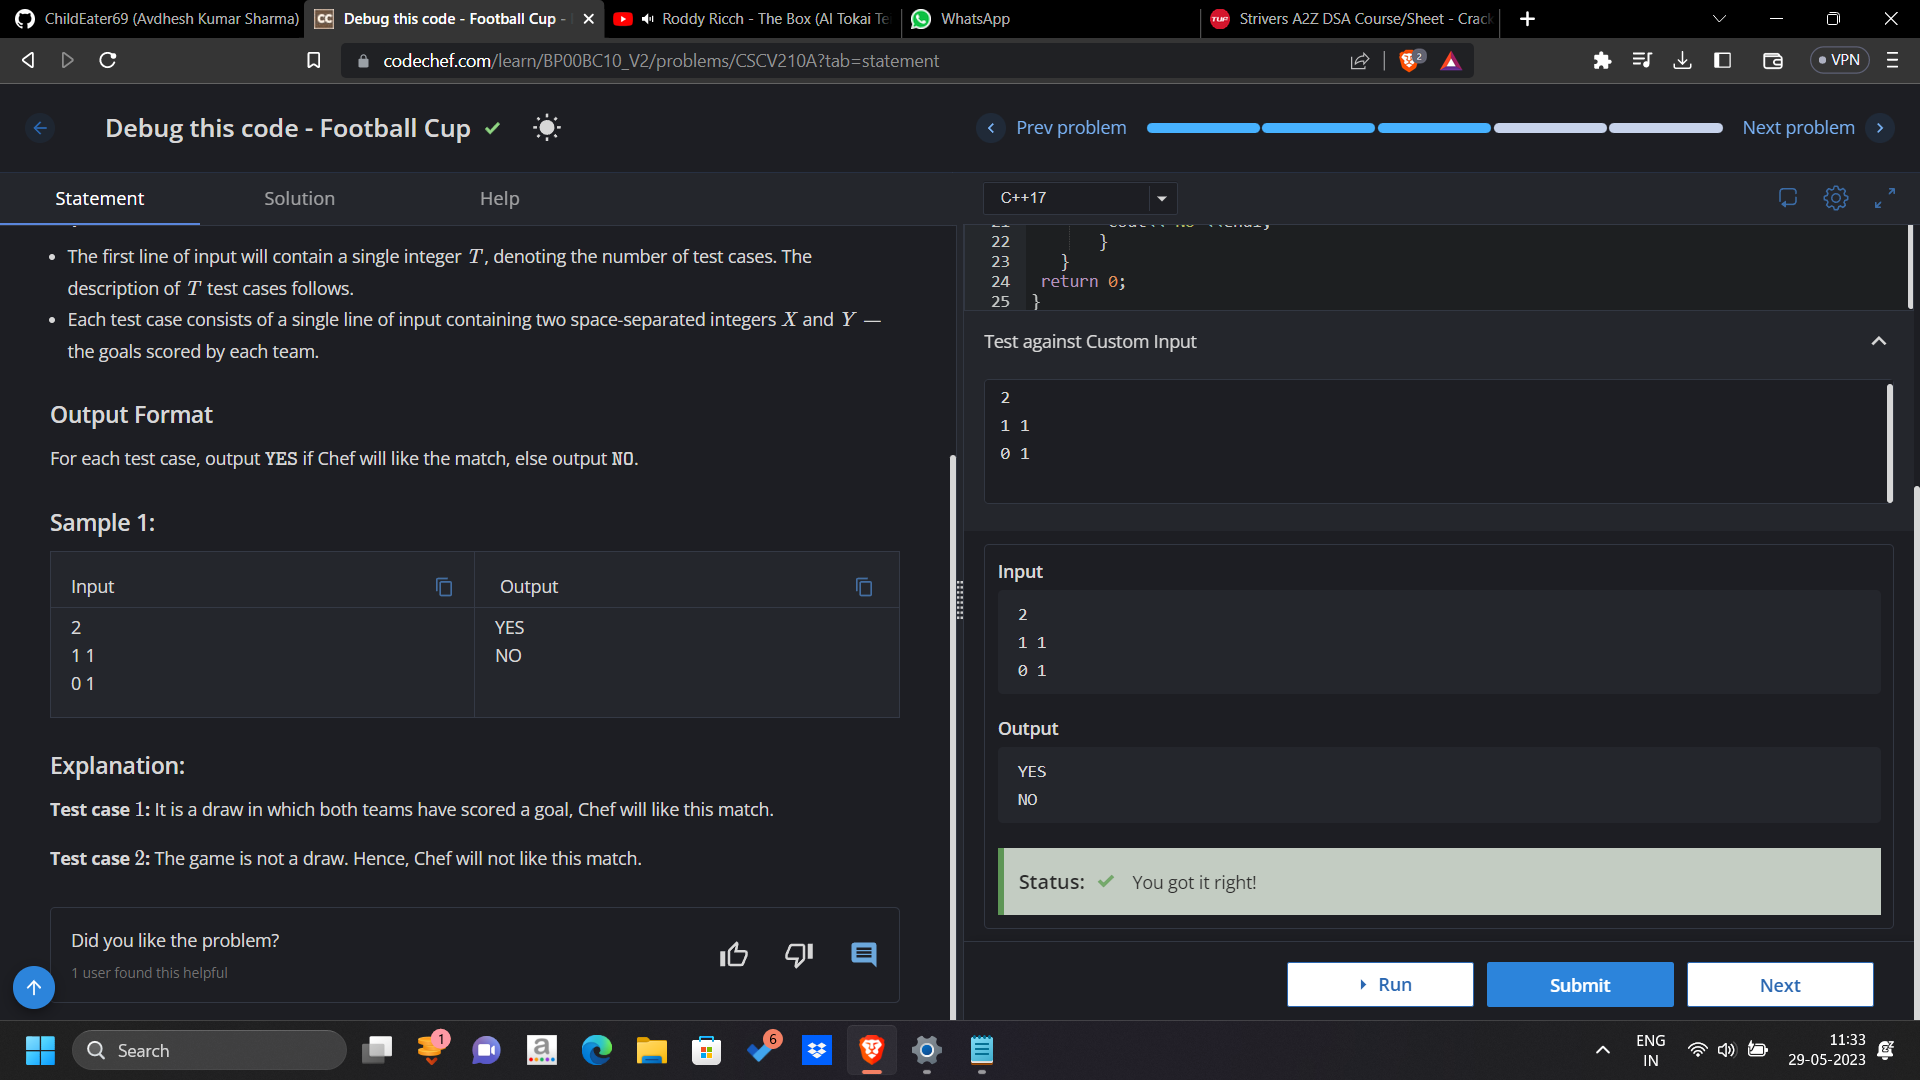 ChildEater69 (Avdhesh Kumar Sharma)
Debug this code - Football Cup -
Roddy Ricch - The Box (AI Tokai Te
WhatsApp
TUF
Strivers A2Z DSA Course/Sheet - Crack
codechef.com/learn/BP00BC10_V2/problems/CSCV210A?tab=statement
2
VPN
Debug this code - Football Cup
Prev problem
Next problem
Statement
Solution
Help
C++17
• The first line of input will contain a single integer T, denoting the number of test cases. The
description of T test cases follows.
• Each test case consists of a single line of input containing two space-separated integers X and Y —
the goals scored by each team.
Output Format
For each test case, output YES if Chef will like the match, else output NO.
Sample 1:
Input
Output
2
1 1
0 1
YES
NO
Explanation:
Test case 1: It is a draw in which both teams have scored a goal, Chef will like this match.
Test case 2: The game is not a draw. Hence, Chef will not like this match.
Did you like the problem?
1 user found this helpful
22 }
23 }
24 return 0;
25 }
Test against Custom Input
2
1 1
0 1
Input
2
1 1
0 1
Output
YES
NO
Status: You got it right!
Run
Submit
Next
Search
1
6
ENG
IN
11:33
29-05-2023